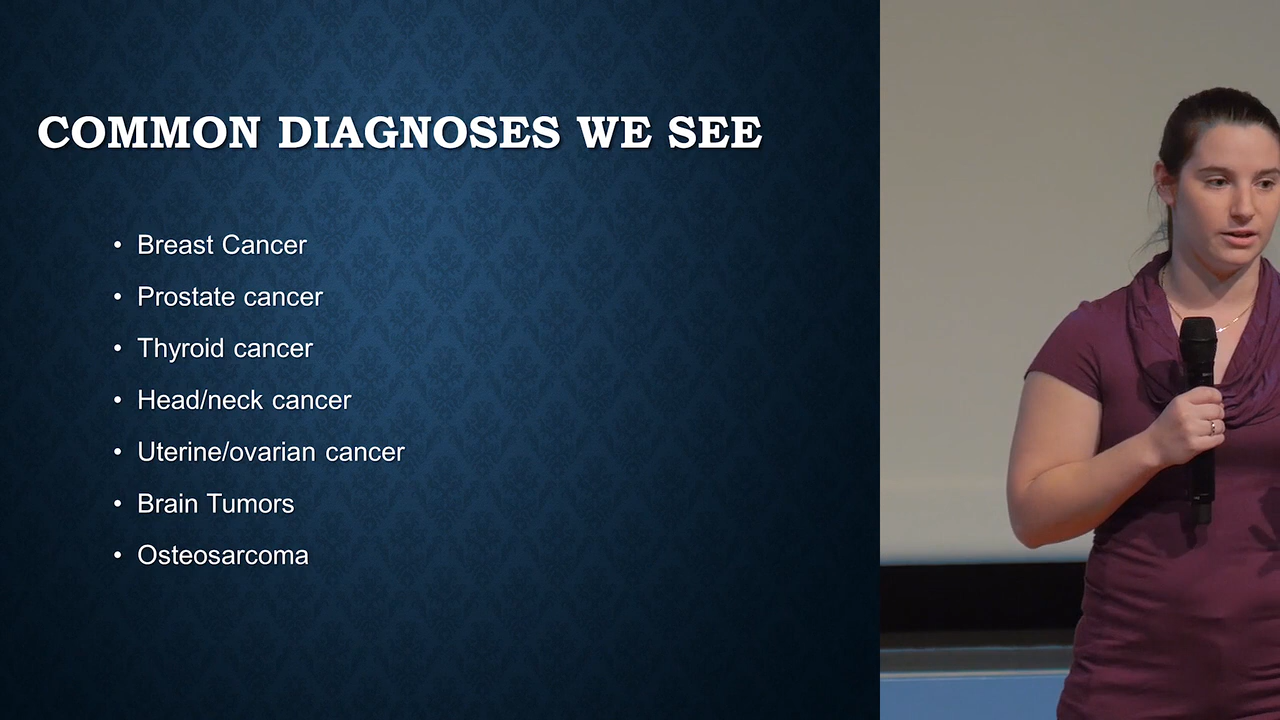 COMMON DIAGNOSES WE SEE
• Breast Cancer
• Prostate cancer
• Thyroid cancer
• Head/neck cancer
• Uterine/ovarian cancer
• Brain Tumors
• Osteosarcoma